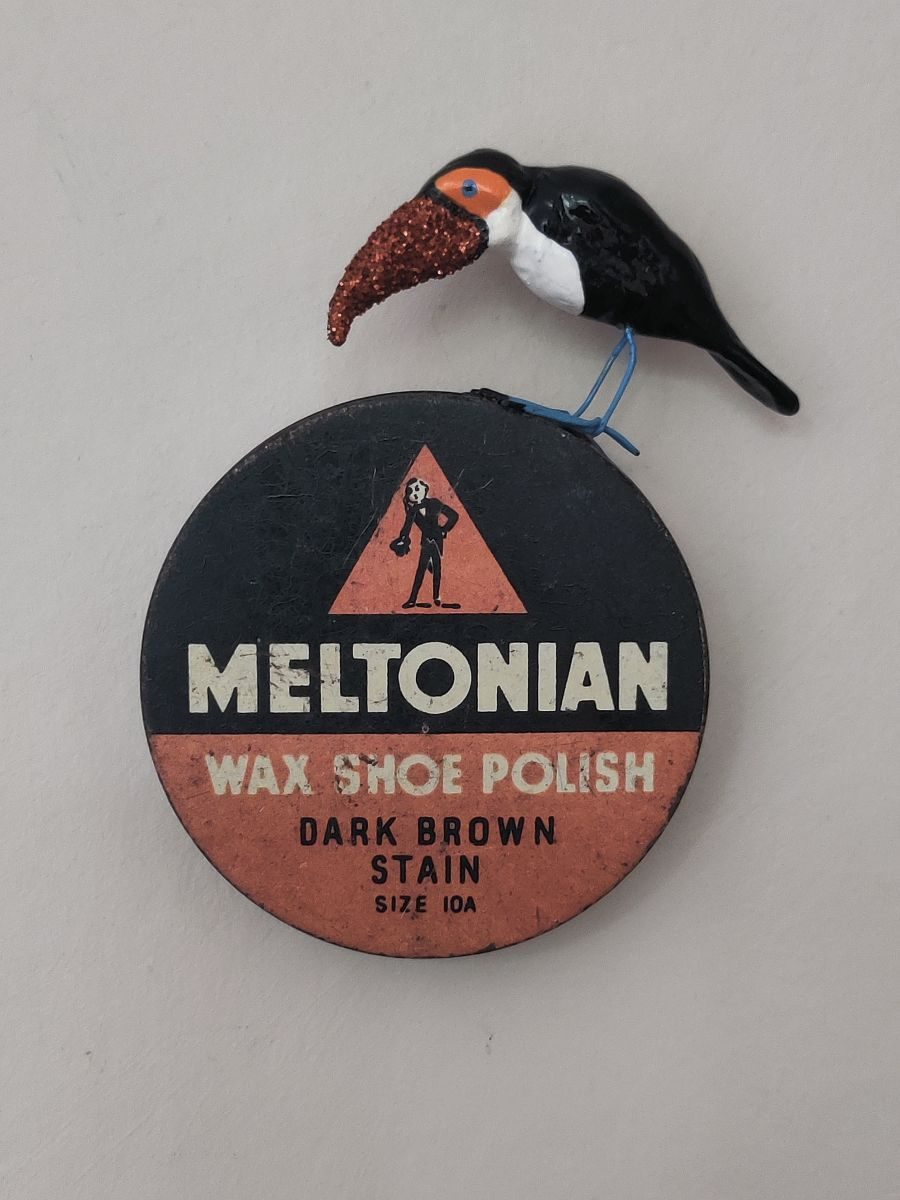 MELTONIAN
WAX SHOE POLISH
DARK BROWN
STAIN
SIZE 10A